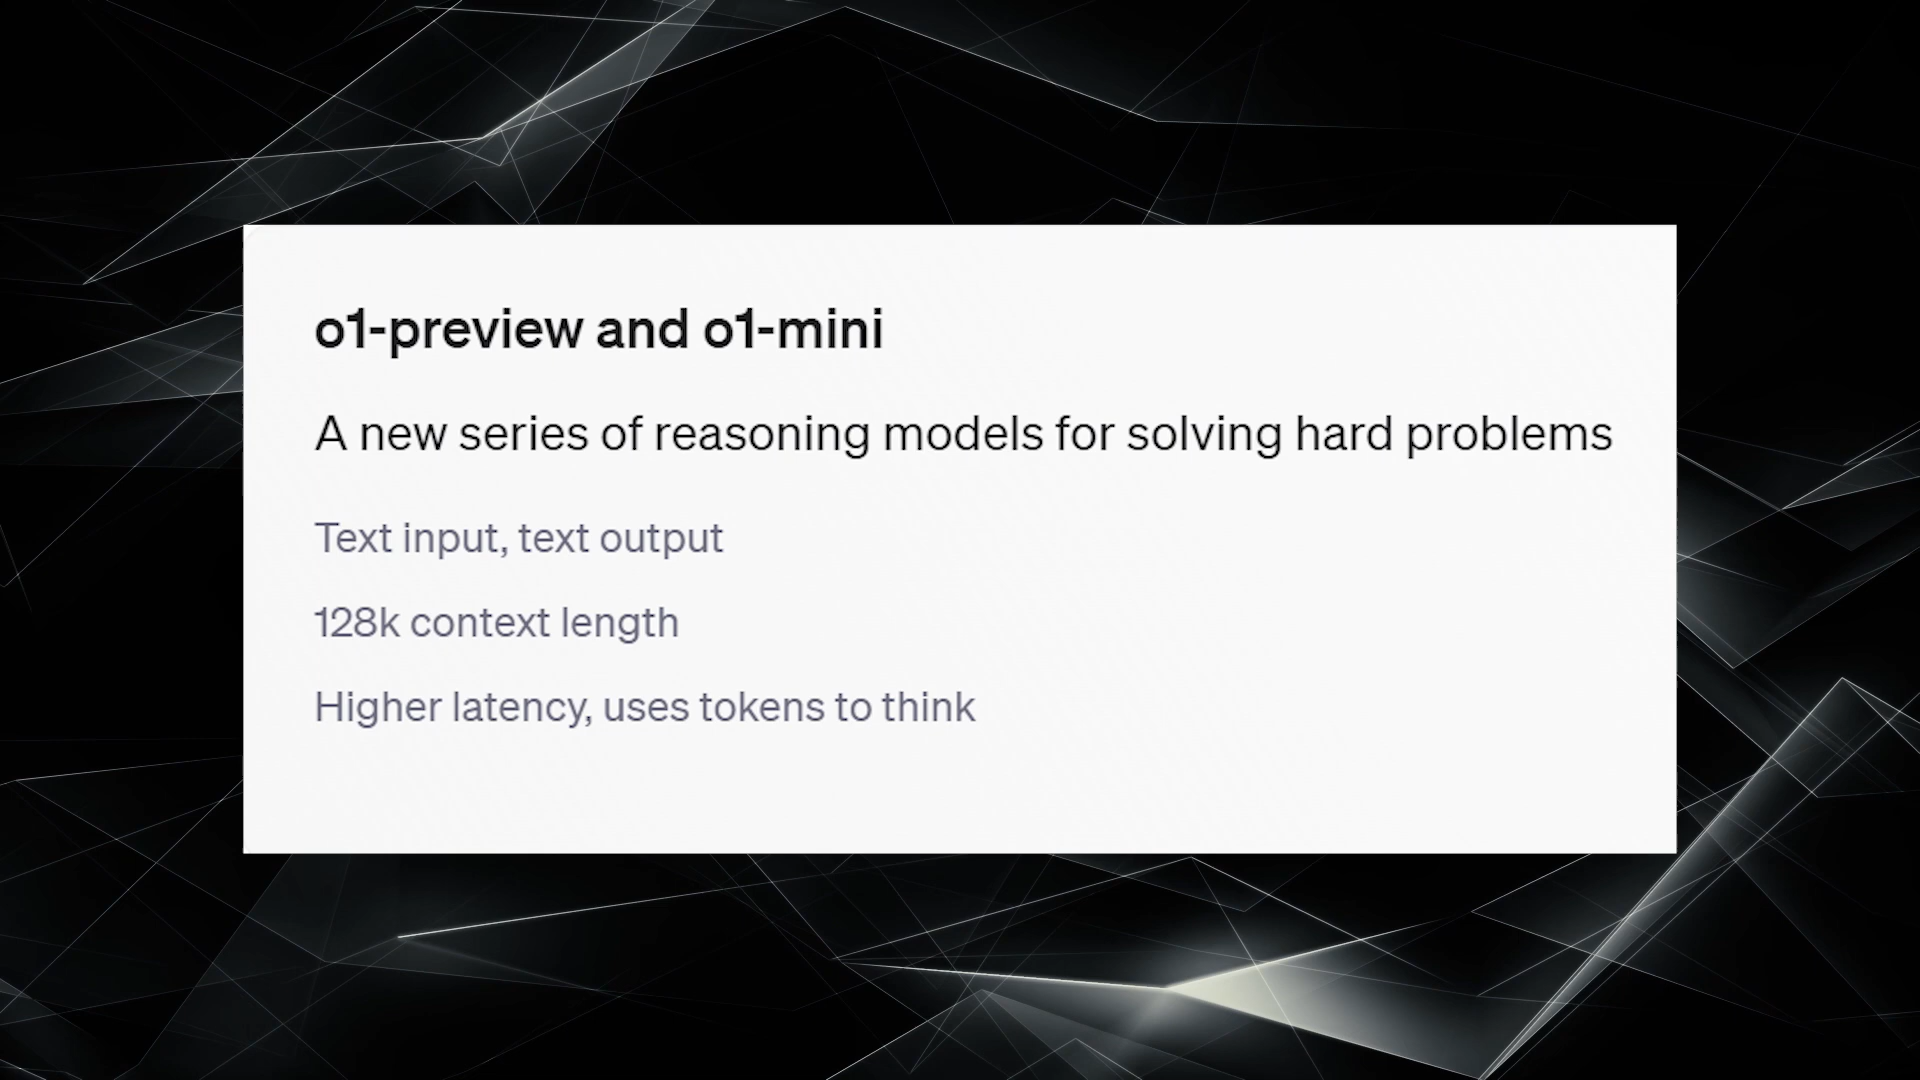 o1-preview and o1-mini
A new series of reasoning models for solving hard problems
Text input, text output
128k context length
Higher latency, uses tokens to think